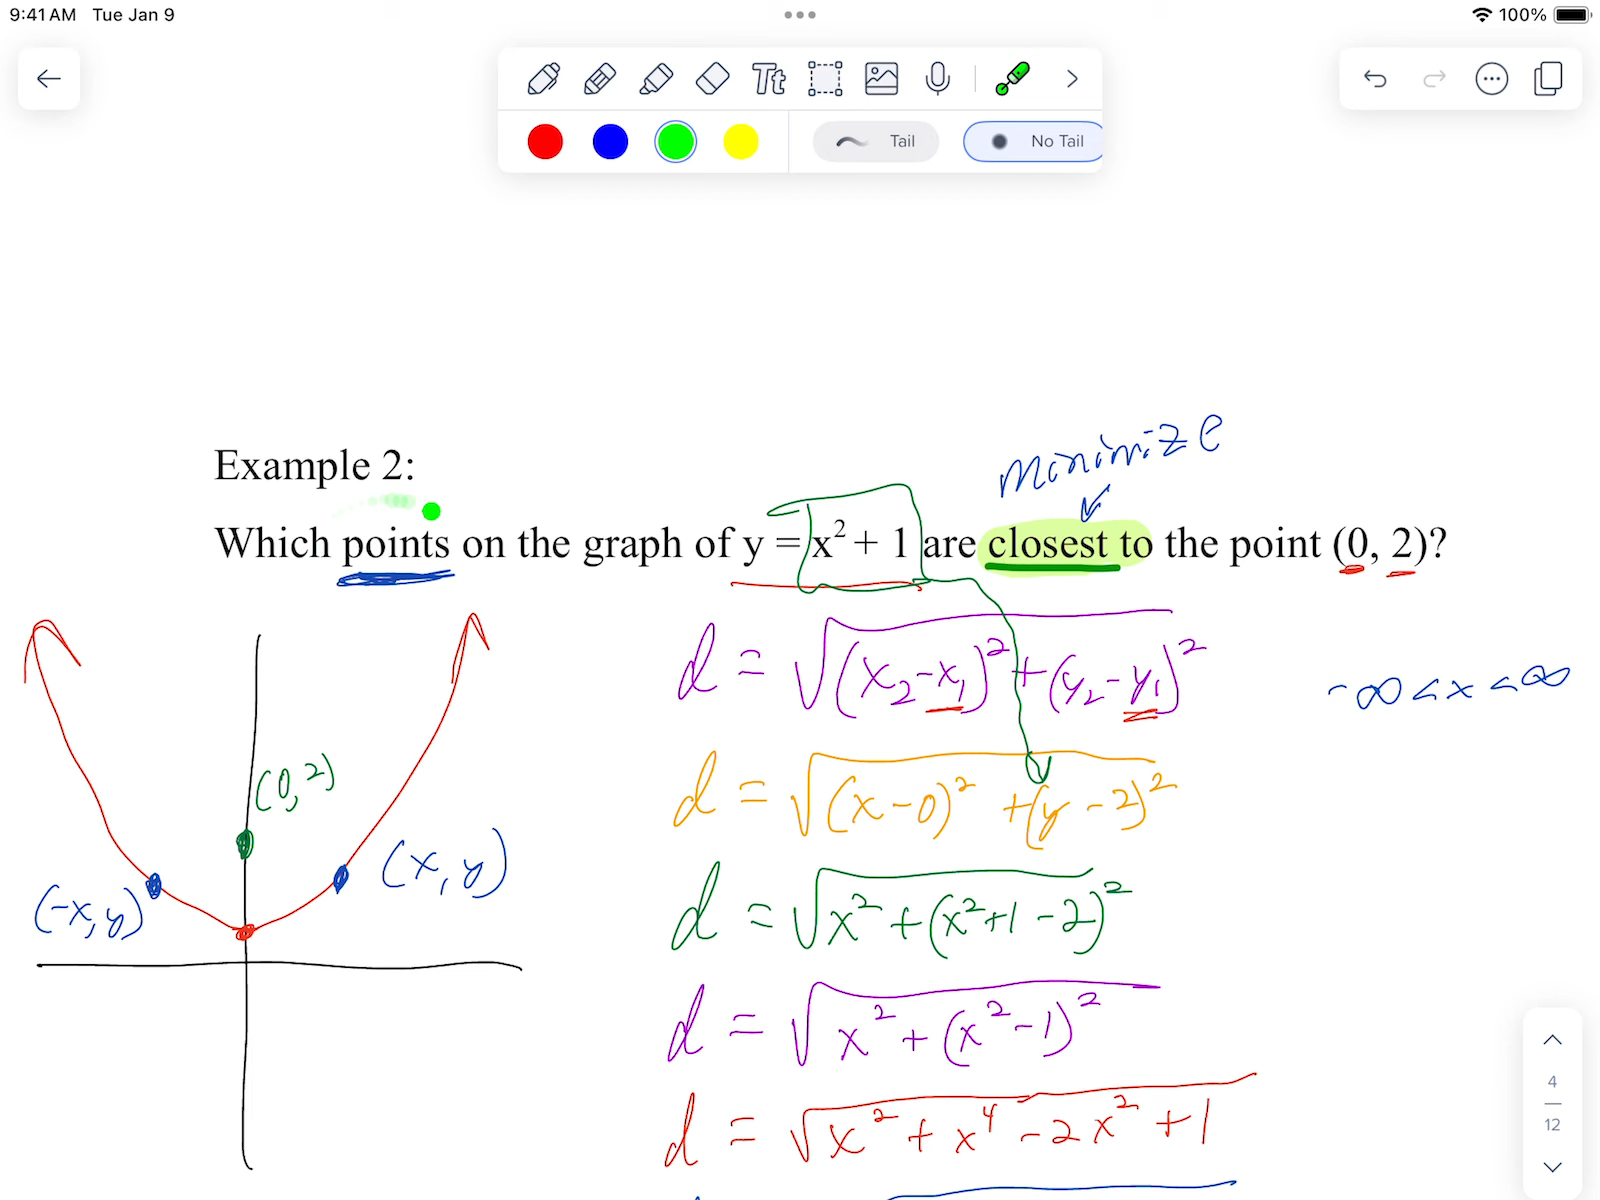 9:41 AM Tue Jan 9
100%
Tt
Tail
No Tail
minimize
Example 2:
Which points on the graph of y = x² + 1 are closest to the point (0, 2)?
d = √(x₂-x₁)² + (y₂-y₁)²
-∞ < x < ∞
d = √(x-0)² + (y-2)²
(0, 2)
(x, y)
(-x, y)
d = √x² + (x²+1-2)²
d = √x² + (x²-1)²
d = √x² + x⁴ - 2x² + 1
4
12